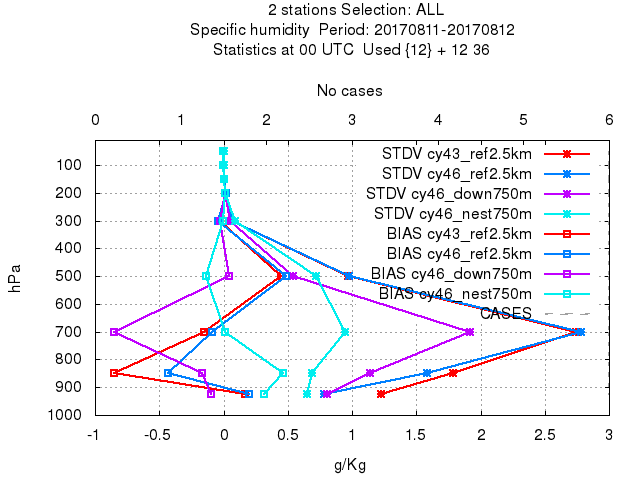 2 stations Selection: ALL
Specific humidity  Period: 20170811-20170812
Statistics at 00 UTC  Used {12} + 12 36
No cases
0 1 2 3 4 5 6
STDV cy43_ref2.5km
STDV cy46_ref2.5km
STDV cy46_down750m
STDV cy46_nest750m
BIAS cy43_ref2.5km
BIAS cy46_ref2.5km
BIAS cy46_down750m
BIAS cy46_nest750m
CASES
hPa
100
200
300
400
500
600
700
800
900
1000
-1 -0.5 0 0.5 1 1.5 2 2.5 3
g/Kg